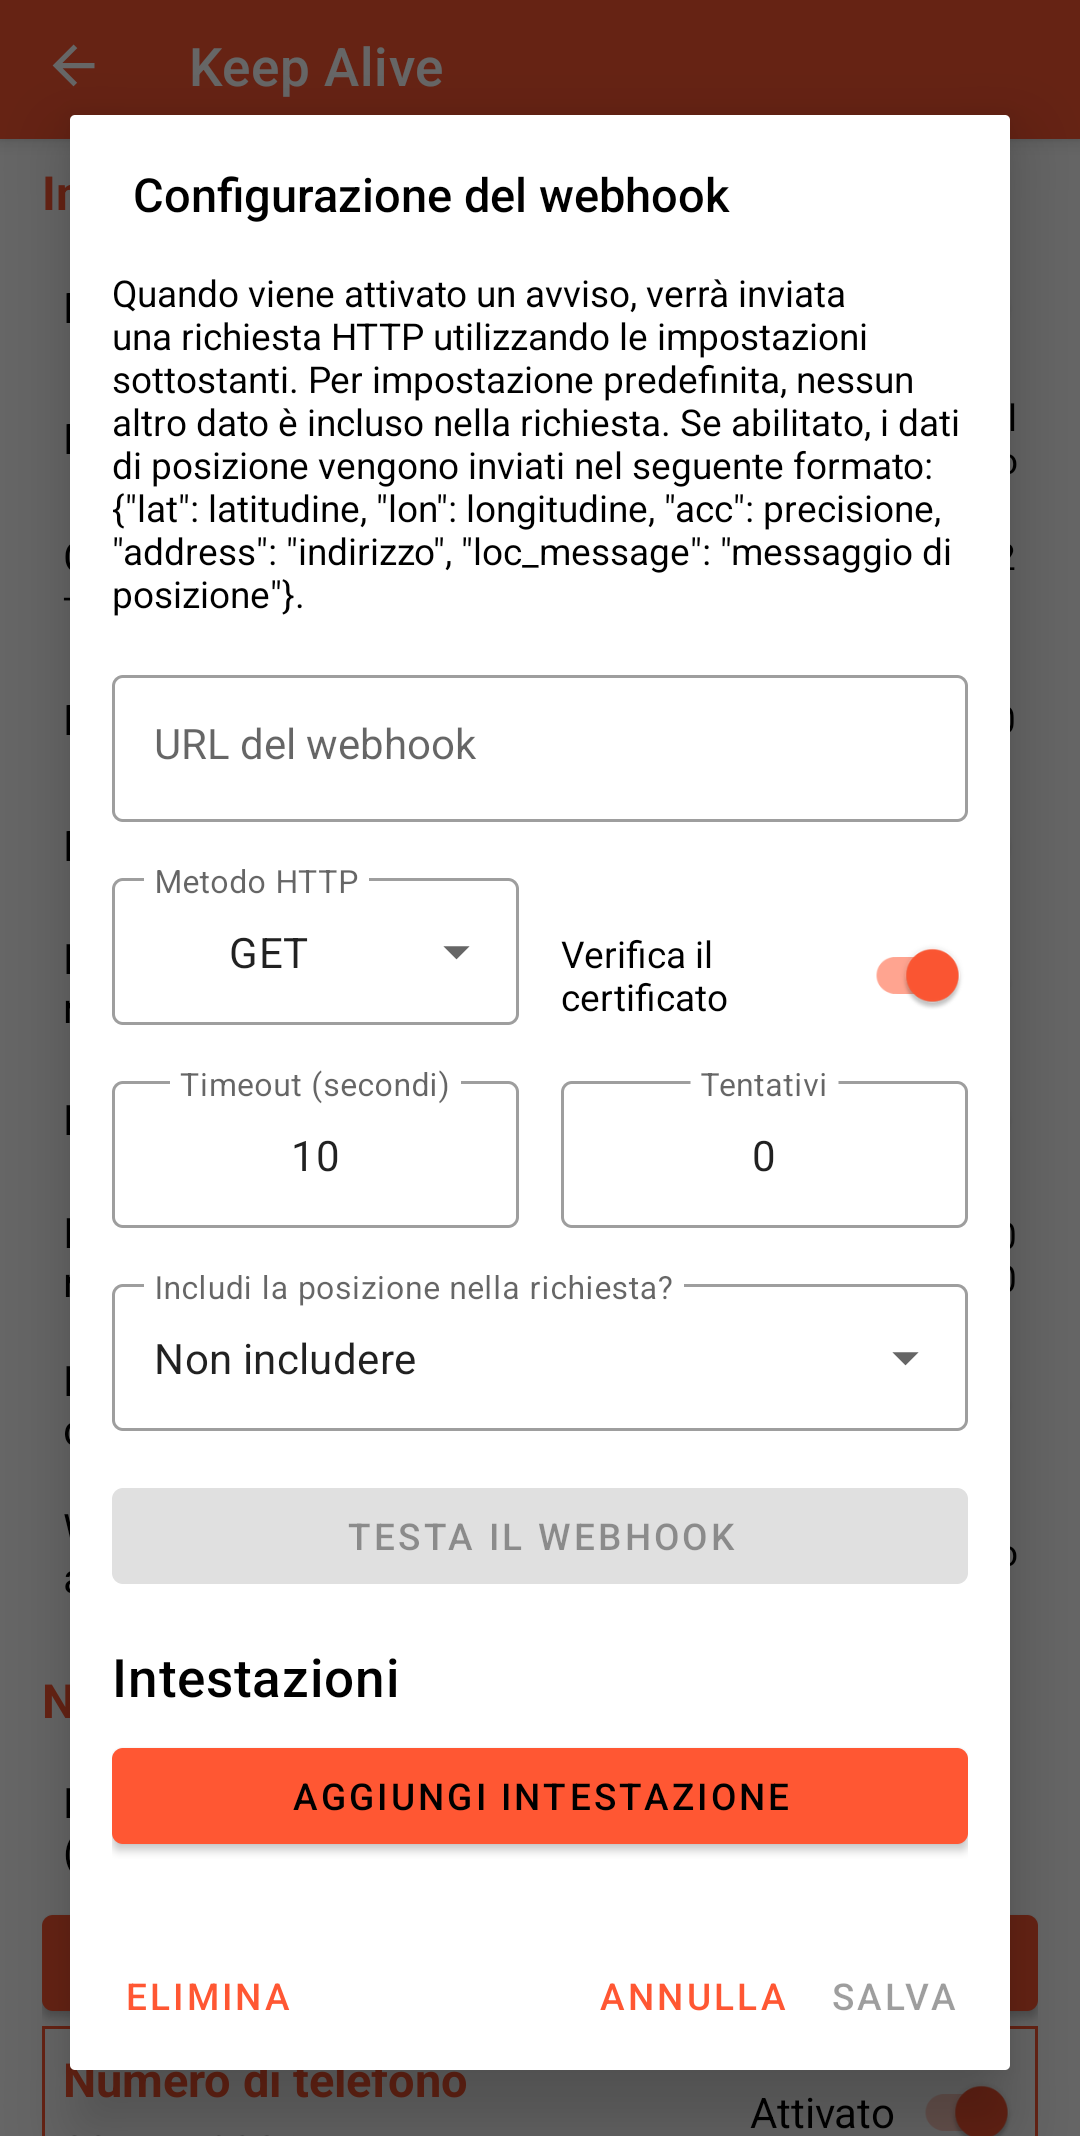 Keep Alive
Configurazione del webhook
Quando viene attivato un avviso, verrà inviata
una richiesta HTTP utilizzando le impostazioni
sottostanti. Per impostazione predefinita, nessun
altro dato è incluso nella richiesta. Se abilitato, i dati
di posizione vengono inviati nel seguente formato:
{"lat": latitudine, "lon": longitudine, "acc": precisione,
"address": "indirizzo", "loc_message": "messaggio di
posizione"}.
URL del webhook
Metodo HTTP
GET
Verifica il
certificato
Timeout (secondi)
10
Tentativi
0
Includi la posizione nella richiesta?
Non includere
TESTA IL WEBHOOK
Intestazioni
AGGIUNGI INTESTAZIONE
ELIMINA
ANNULLA
SALVA
Numero di telefono
Attivato